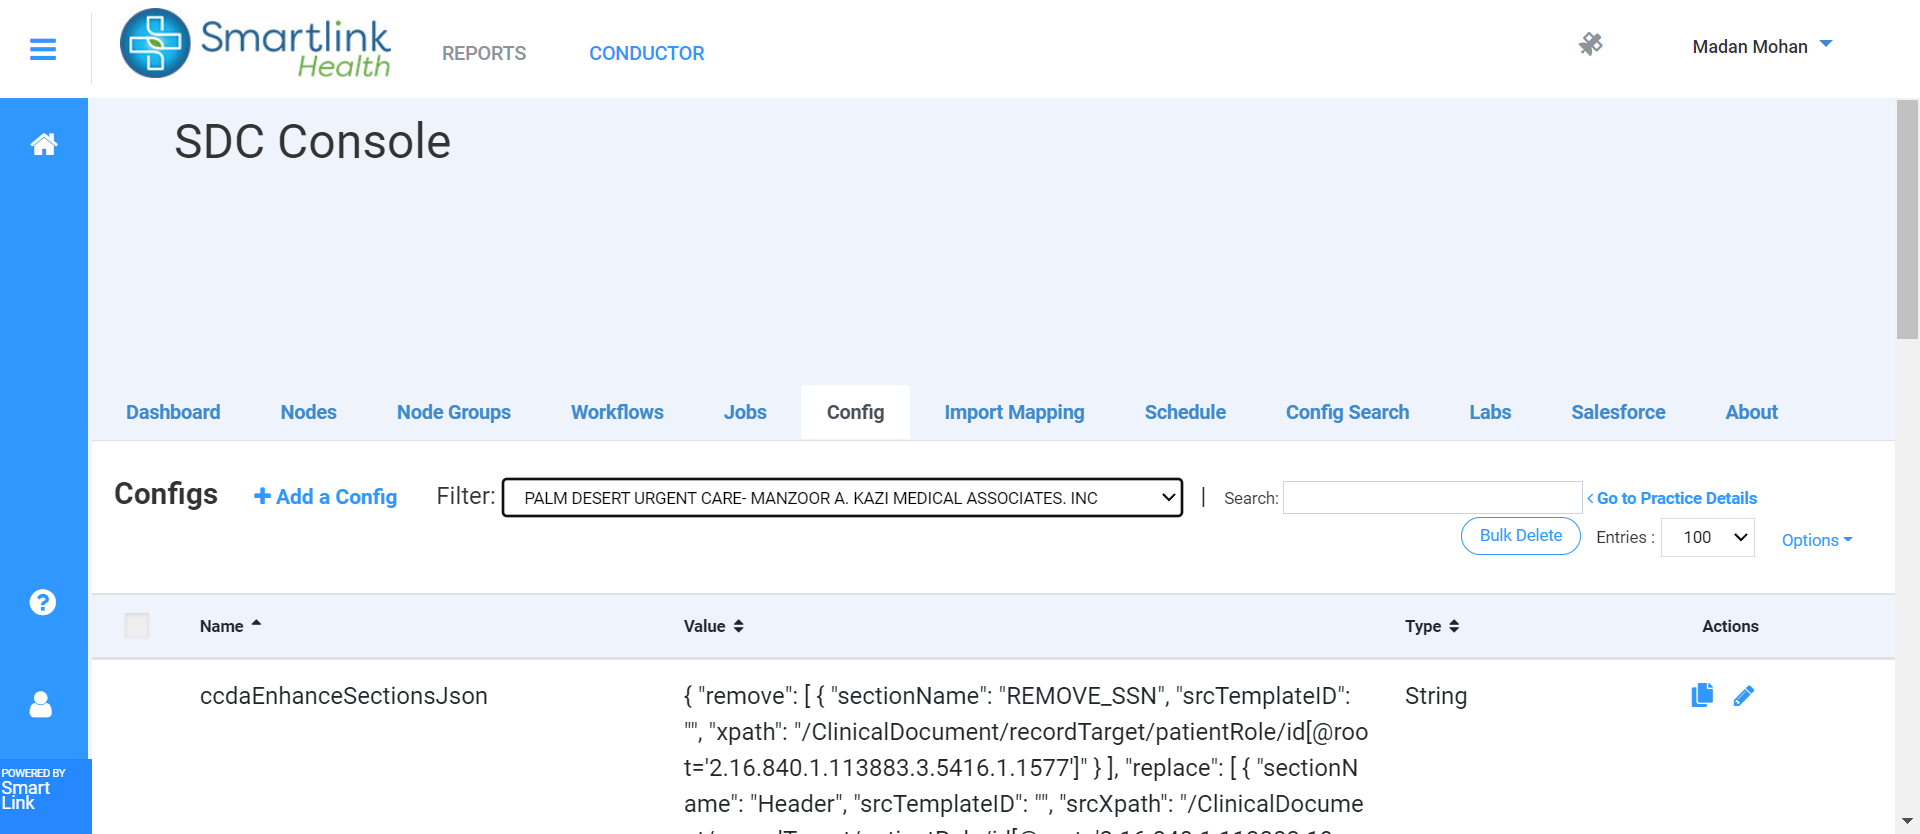 Smartlink
Health
REPORTS
CONDUCTOR
Madan Mohan
SDC Console
Dashboard
Nodes
Node Groups
Workflows
Jobs
Config
Import Mapping
Schedule
Config Search
Labs
Salesforce
About
Configs
+ Add a Config
Filter:
PALM DESERT URGENT CARE- MANZOOR A. KAZI MEDICAL ASSOCIATES. INC
|
Search:
< Go to Practice Details
Bulk Delete
Entries :
100
Options
Name
Value
Type
Actions
ccdaEnhanceSectionsJson
{ "remove": [ { "sectionName": "REMOVE_SSN", "srcTemplateID":
"", "xpath": "/ClinicalDocument/recordTarget/patientRole/id[@roo
t='2.16.840.1.113883.3.5416.1.1577']" } ], "replace": [ { "sectionN
ame": "Header", "srcTemplateID": "", "srcXpath": "/ClinicalDocume
String
POWERED BY
Smart
Link